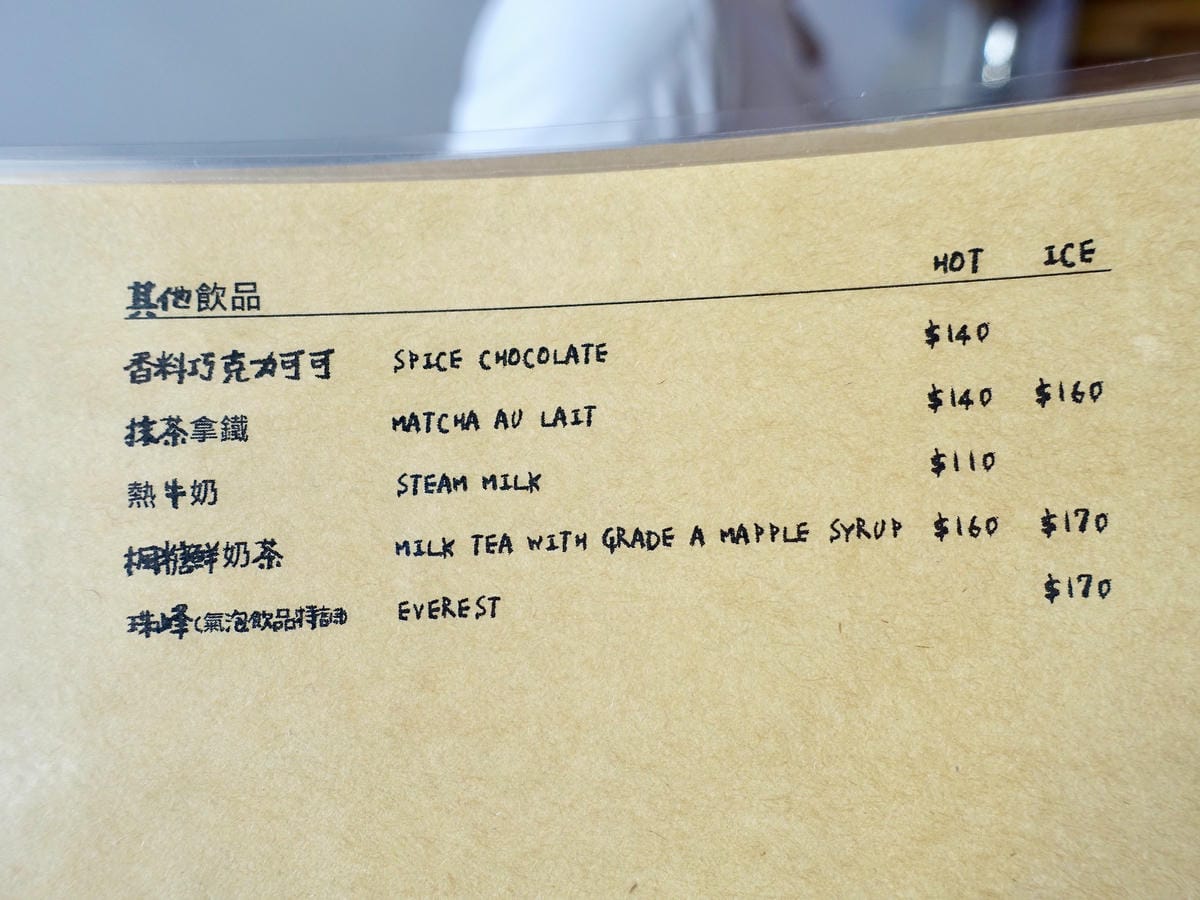 其他飲品 HOT ICE
香料巧克力可可 SPICE CHOCOLATE $140
抹茶拿鐵 MATCHA AU LAIT $140 $160
熱牛奶 STEAM MILK $110
楓糖鮮奶茶 MILK TEA WITH GRADE A MAPPLE SYRUP $160 $170
珠峰(氣泡飲品特調) EVEREST $170